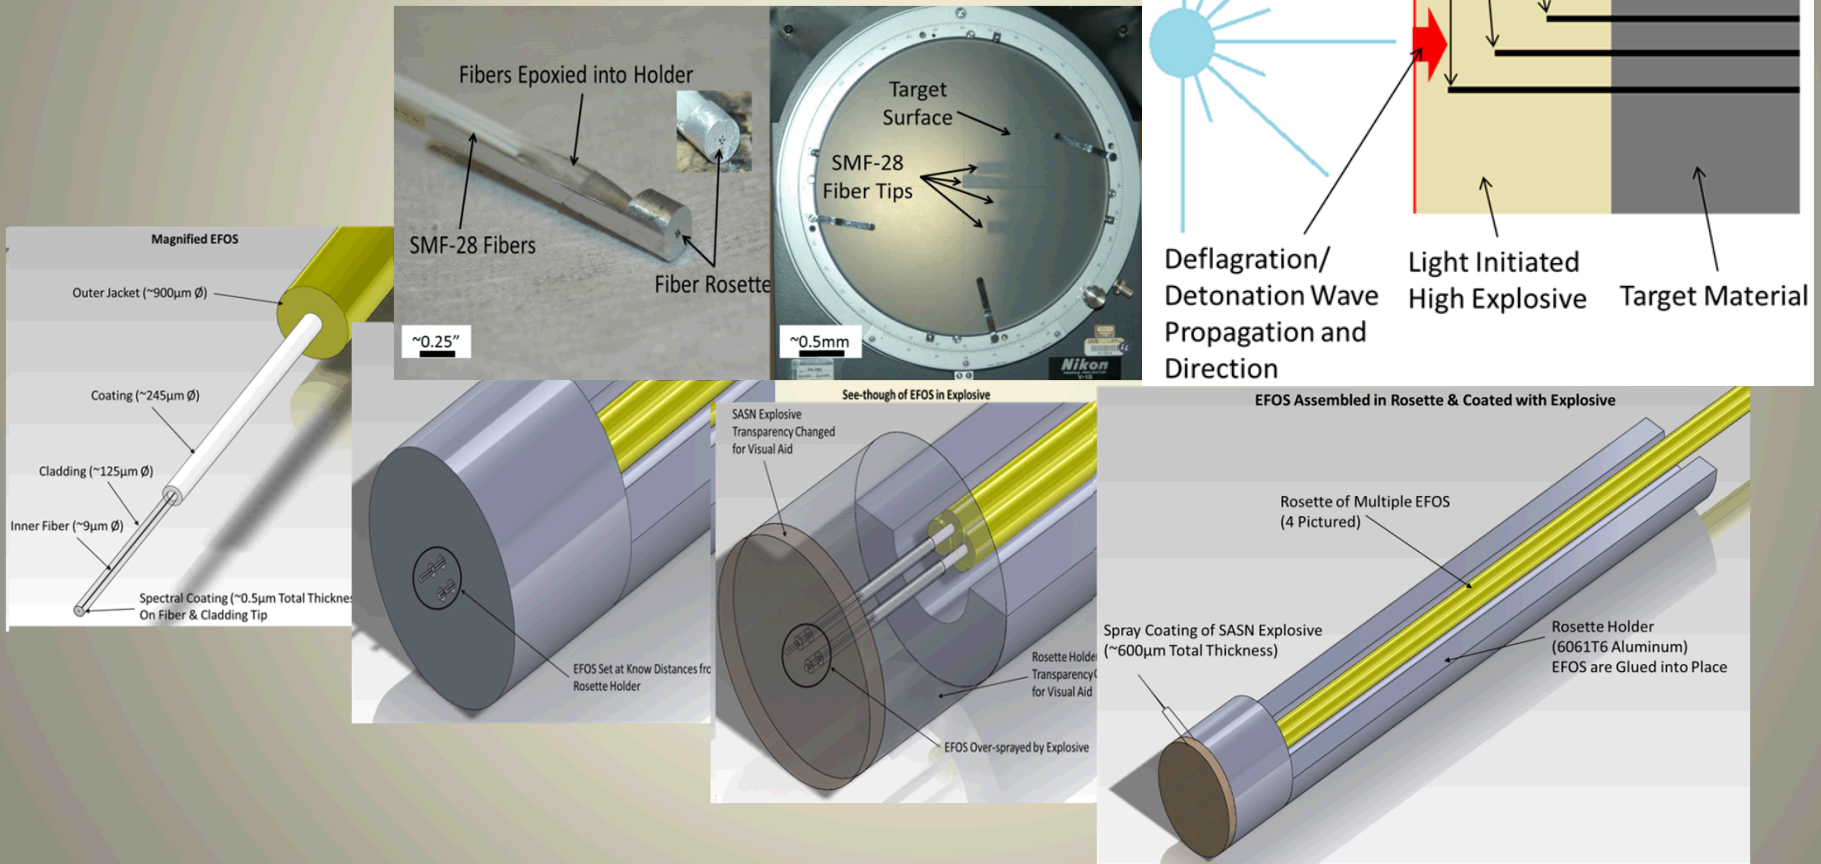 Fibers Epoxied into Holder
SMF-28 Fibers
Fiber Rosette
~0.25”
Target
Surface
SMF-28
Fiber Tips
~0.5mm
Nikon
PROFILE PROJECTOR
V-12
Deflagration/
Detonation Wave
Propagation and
Direction
Light Initiated
High Explosive
Target Material
Magnified EFOS
Outer Jacket (~900µm Ø)
Coating (~245µm Ø)
Cladding (~125µm Ø)
Inner Fiber (~9µm Ø)
Spectral Coating (~0.5µm Total Thicknes
On Fiber & Cladding Tip
EFOS Set at Know Distances fro
Rosette Holder
See-though of EFOS in Explosive
SASN Explosive
Transparency Changed
for Visual Aid
Rosette Holde
Transparency C
for Visual Aid
EFOS Over-sprayed by Explosive
EFOS Assembled in Rosette & Coated with Explosive
Rosette of Multiple EFOS
(4 Pictured)
Spray Coating of SASN Explosive
(~600µm Total Thickness)
Rosette Holder
(6061T6 Aluminum)
EFOS are Glued into Place